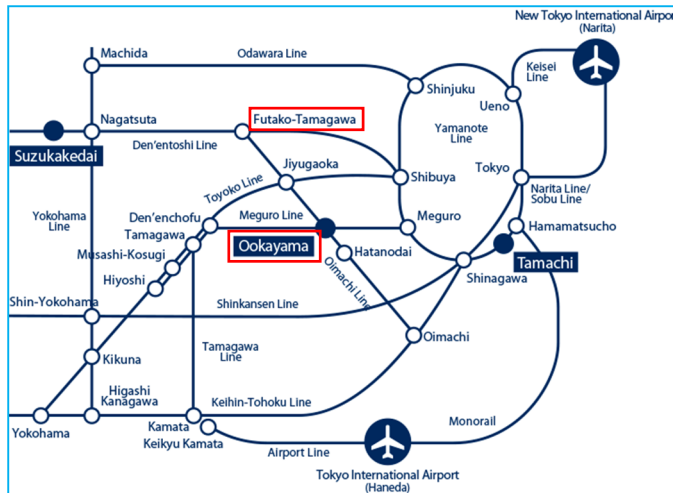 New Tokyo International Airport
(Narita)
Machida
Odawara Line
Keisei
Line
Shinjuku
Ueno
Nagatsuta
Futako-Tamagawa
Yamanote
Line
Suzukakedai
Den'entoshi Line
Jiyugaoka
Tokyo
Toyoko Line
Shibuya
Narita Line/
Sobu Line
Yokohama
Line
Den'enchofu
Meguro Line
Meguro
Hamamatsucho
Tamagawa
Ookayama
Musashi-Kosugi
Hatanodai
Tamachi
Hiyoshi
Oimachi Line
Shinagawa
Shin-Yokohama
Shinkansen Line
Oimachi
Tamagawa
Line
Kikuna
Higashi
Kanagawa
Keihin-Tohoku Line
Yokohama
Kamata
Keikyu Kamata
Monorail
Airport Line
Tokyo International Airport
(Haneda)